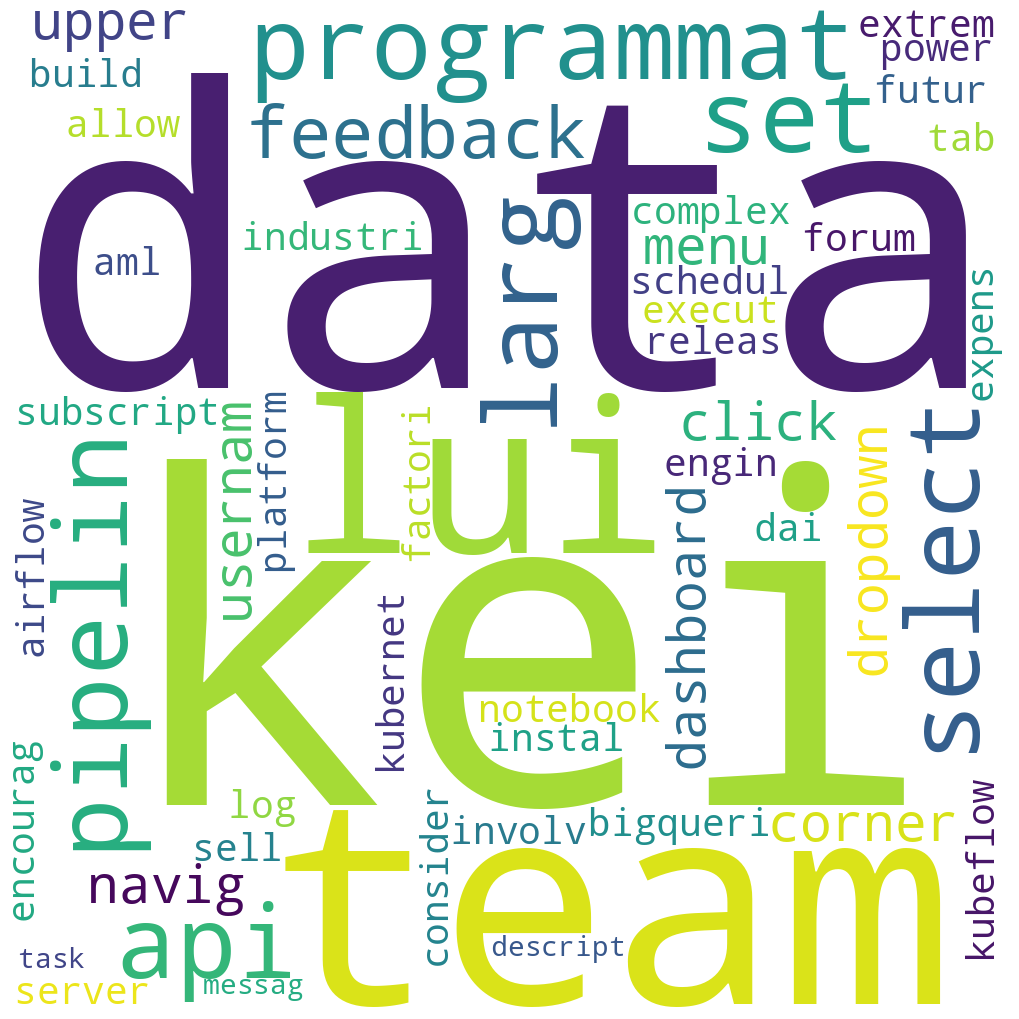 upper
programmat
extrem
power
build
futur
set
allow
feedback
tab
data
complex
industri
menu
forum
larg
aml
schedul
execut
releas
expens
subscript
lui
click
usernam
platform
factori
engin
select
pipelin
dropdown
dashboard
dai
airflow
kei
kubernet
notebook
instal
encourag
log
team
consider
involv
bigqueri
corner
kubeflow
sell
navig
api
descript
task
messag
server